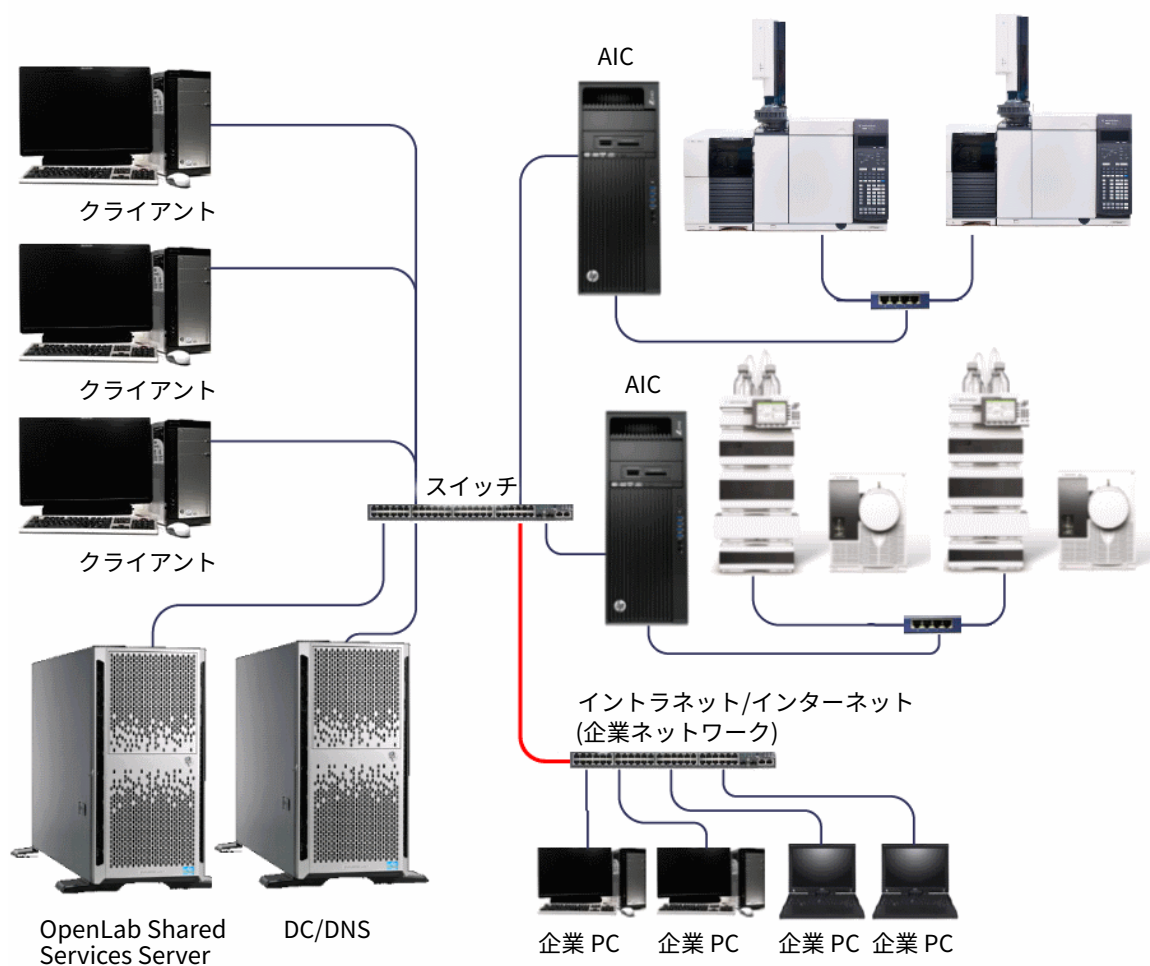 AIC
クライアント
クライアント
AIC
スイッチ
クライアント
イントラネット/インターネット
(企業ネットワーク)
OpenLab Shared
Services Server
DC/DNS
企業 PC
企業 PC
企業 PC
企業 PC